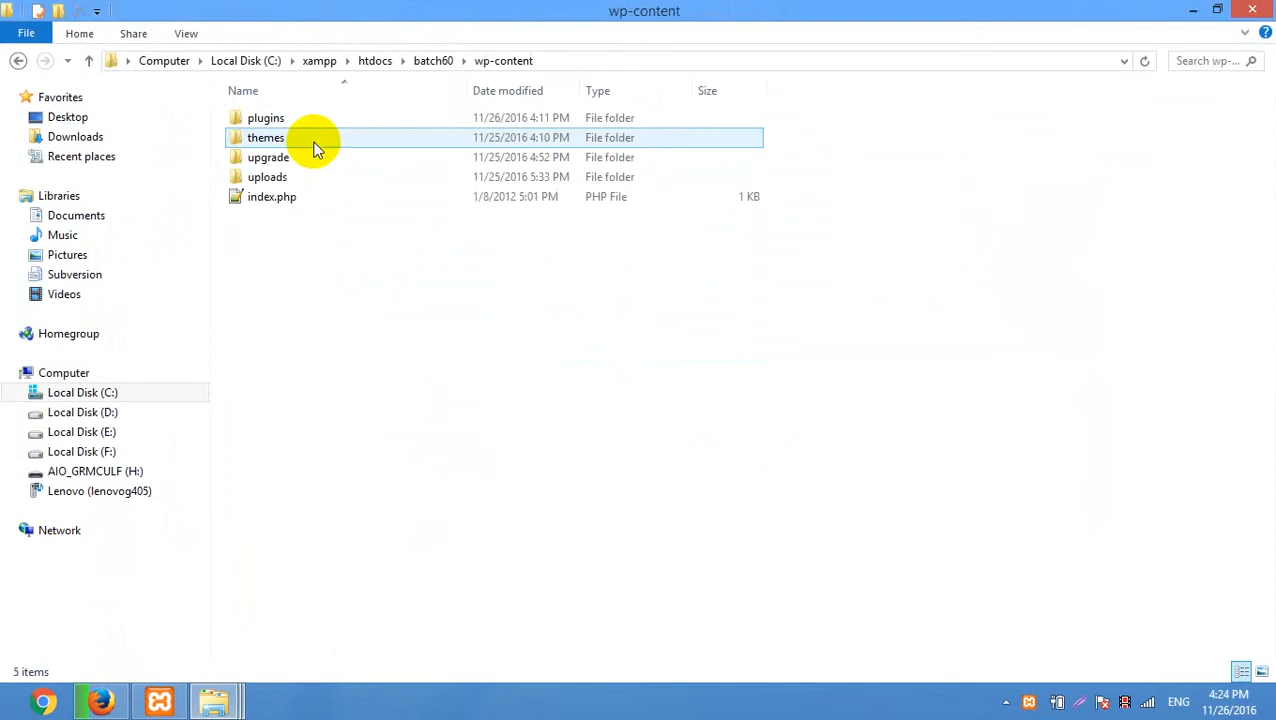 wp-content
File Home Share View
Computer Local Disk (C:) xampp htdocs batch60 wp-content
Search wp-...
Name Date modified Type Size
Favorites
Desktop
Downloads
Recent places
Libraries
Documents
Music
Pictures
Subversion
Videos
Homegroup
Computer
Local Disk (C:)
Local Disk (D:)
Local Disk (E:)
Local Disk (F:)
AIO_GRMCULF (H:)
Lenovo (lenovog405)
Network
plugins 11/26/2016 4:11 PM File folder
themes 11/25/2016 4:10 PM File folder
upgrade 11/25/2016 4:52 PM File folder
uploads 11/25/2016 5:33 PM File folder
index.php 1/8/2012 5:01 PM PHP File 1 KB
5 items
ENG
4:24 PM
11/26/2016